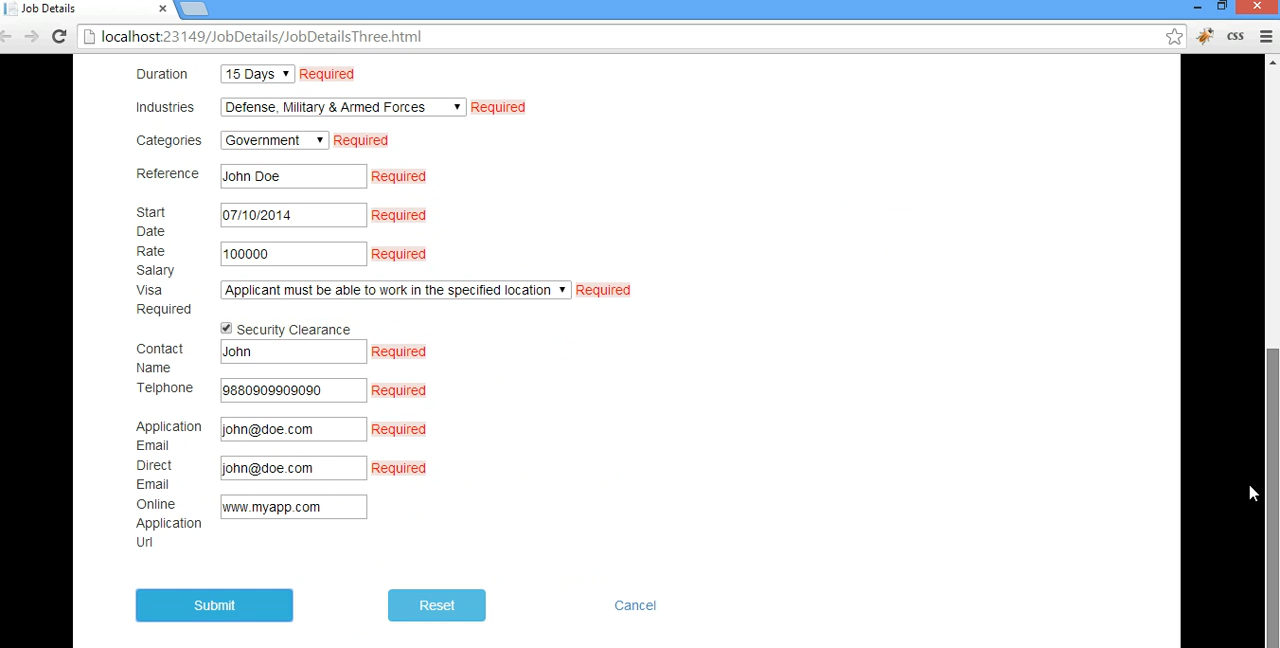 Job Details
localhost:23149/JobDetails/JobDetailsThree.html
CSS
Duration 15 Days Required
Industries Defense, Military & Armed Forces Required
Categories Government Required
Reference John Doe Required
Start Date 07/10/2014 Required
Rate Salary 100000 Required
Visa Required Applicant must be able to work in the specified location Required
Security Clearance
Contact Name John Required
Telphone 9880909909090 Required
Application Email john@doe.com Required
Direct Email john@doe.com Required
Online Application Url www.myapp.com
Submit Reset Cancel